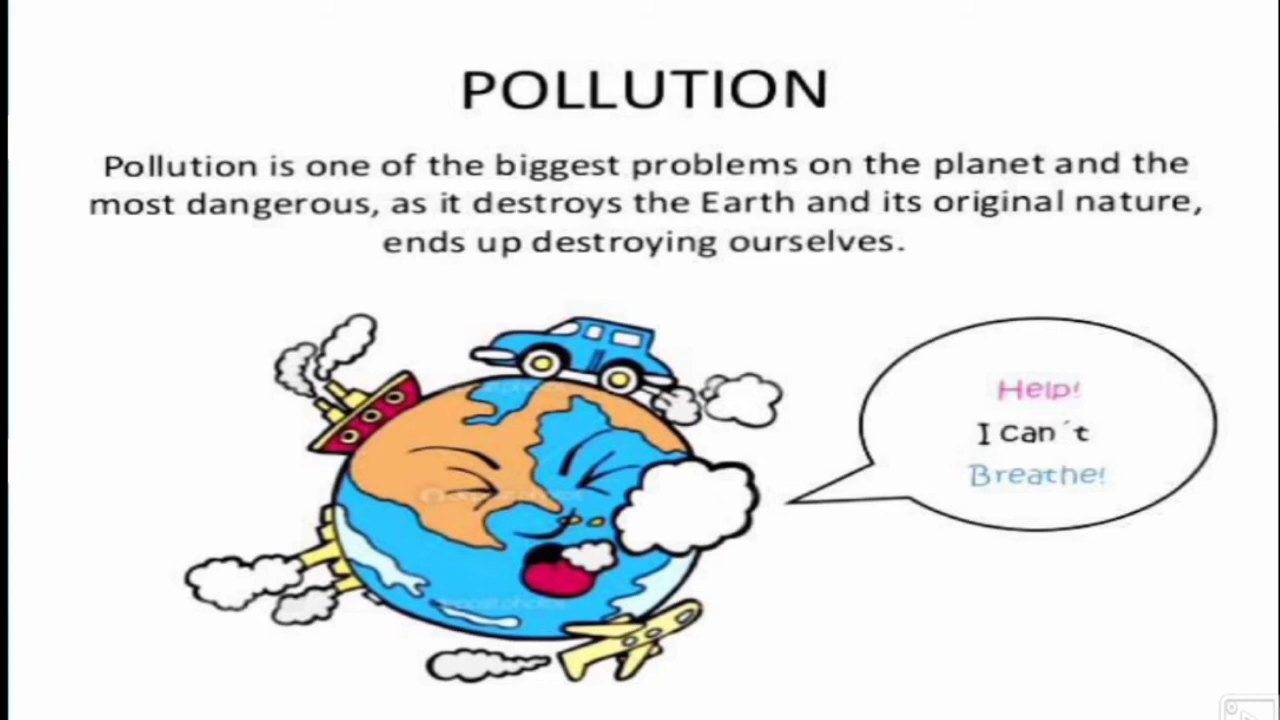 POLLUTION
Pollution is one of the biggest problems on the planet and the
most dangerous, as it destroys the Earth and its original nature,
ends up destroying ourselves.
Help!
I can´t
Breathe!